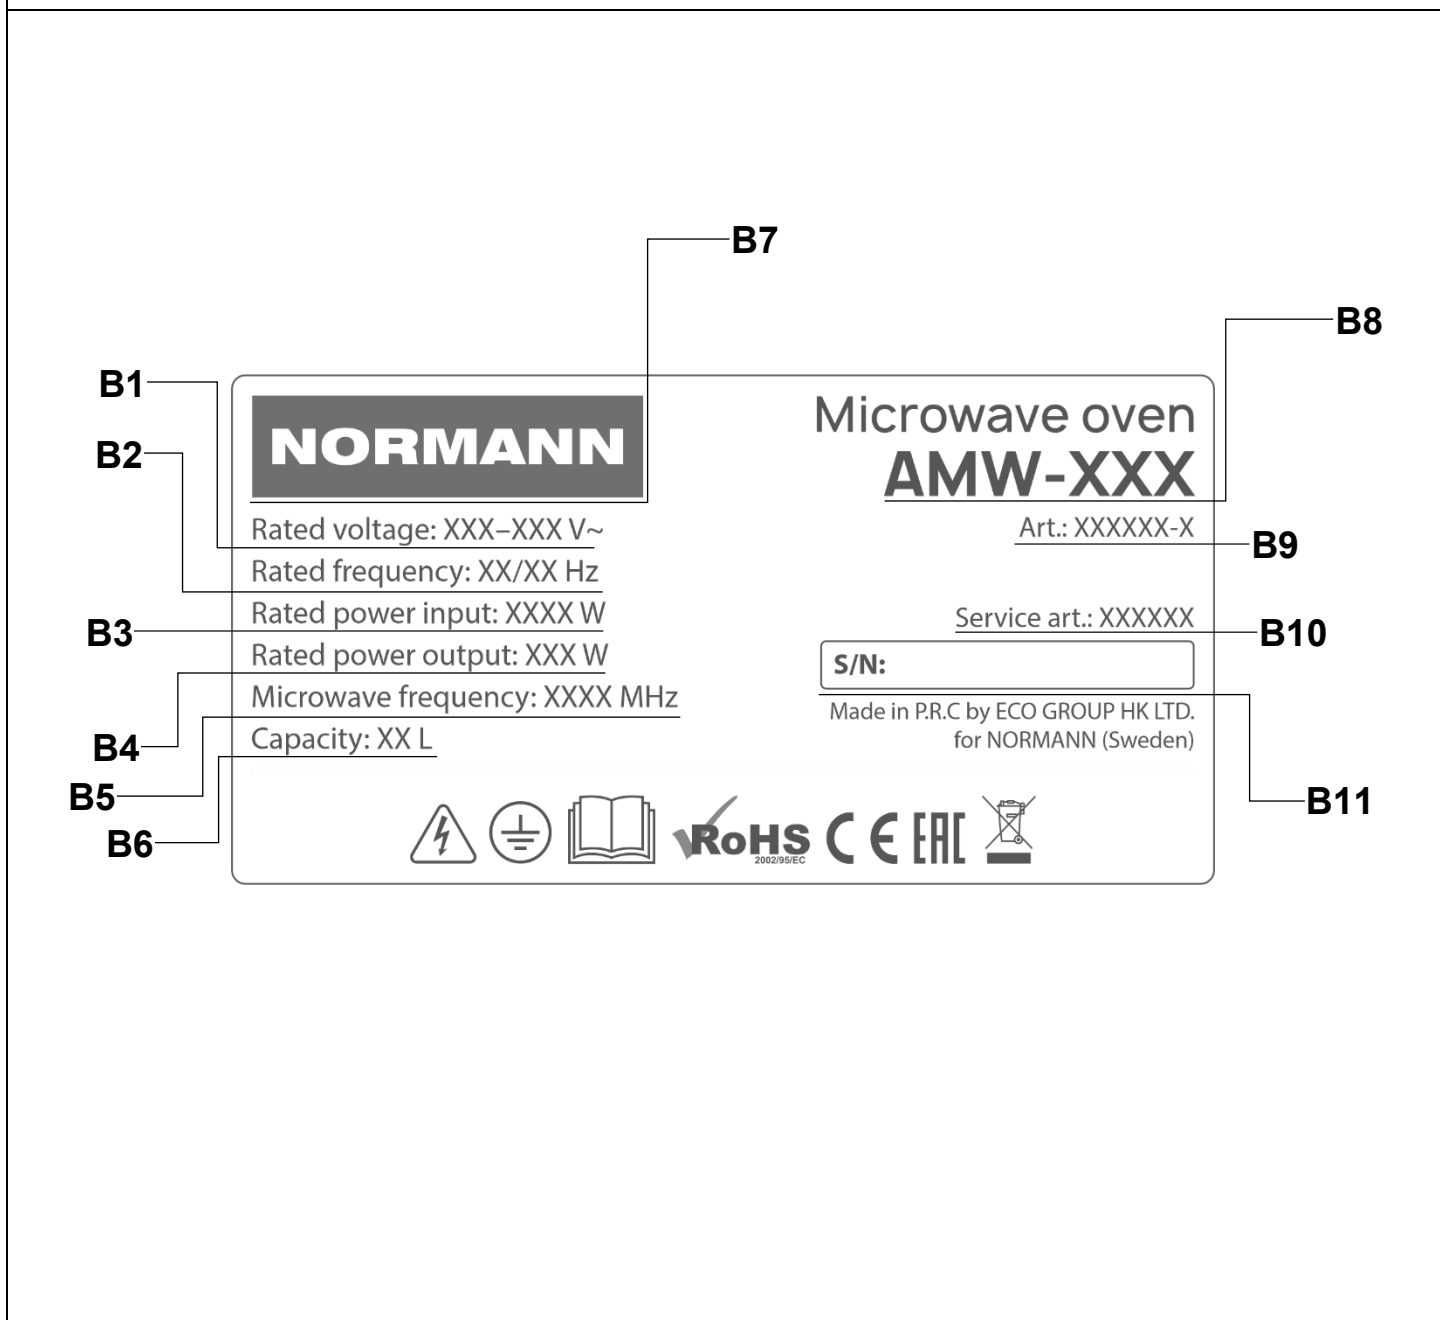 B7
B8
B1
B2
B3
B4
B5
B6
NORMANN
Rated voltage: XXX–XXX V~
Rated frequency: XX/XX Hz
Rated power input: XXXX W
Rated power output: XXX W
Microwave frequency: XXXX MHz
Capacity: XX L
Microwave oven
AMW-XXX
Art.: XXXXXX-X
Service art.: XXXXXX
S/N:
Made in P.R.C by ECO GROUP HK LTD.
for NORMANN (Sweden)
B9
B10
B11
RoHS
2002/95/EC
CE
EAC